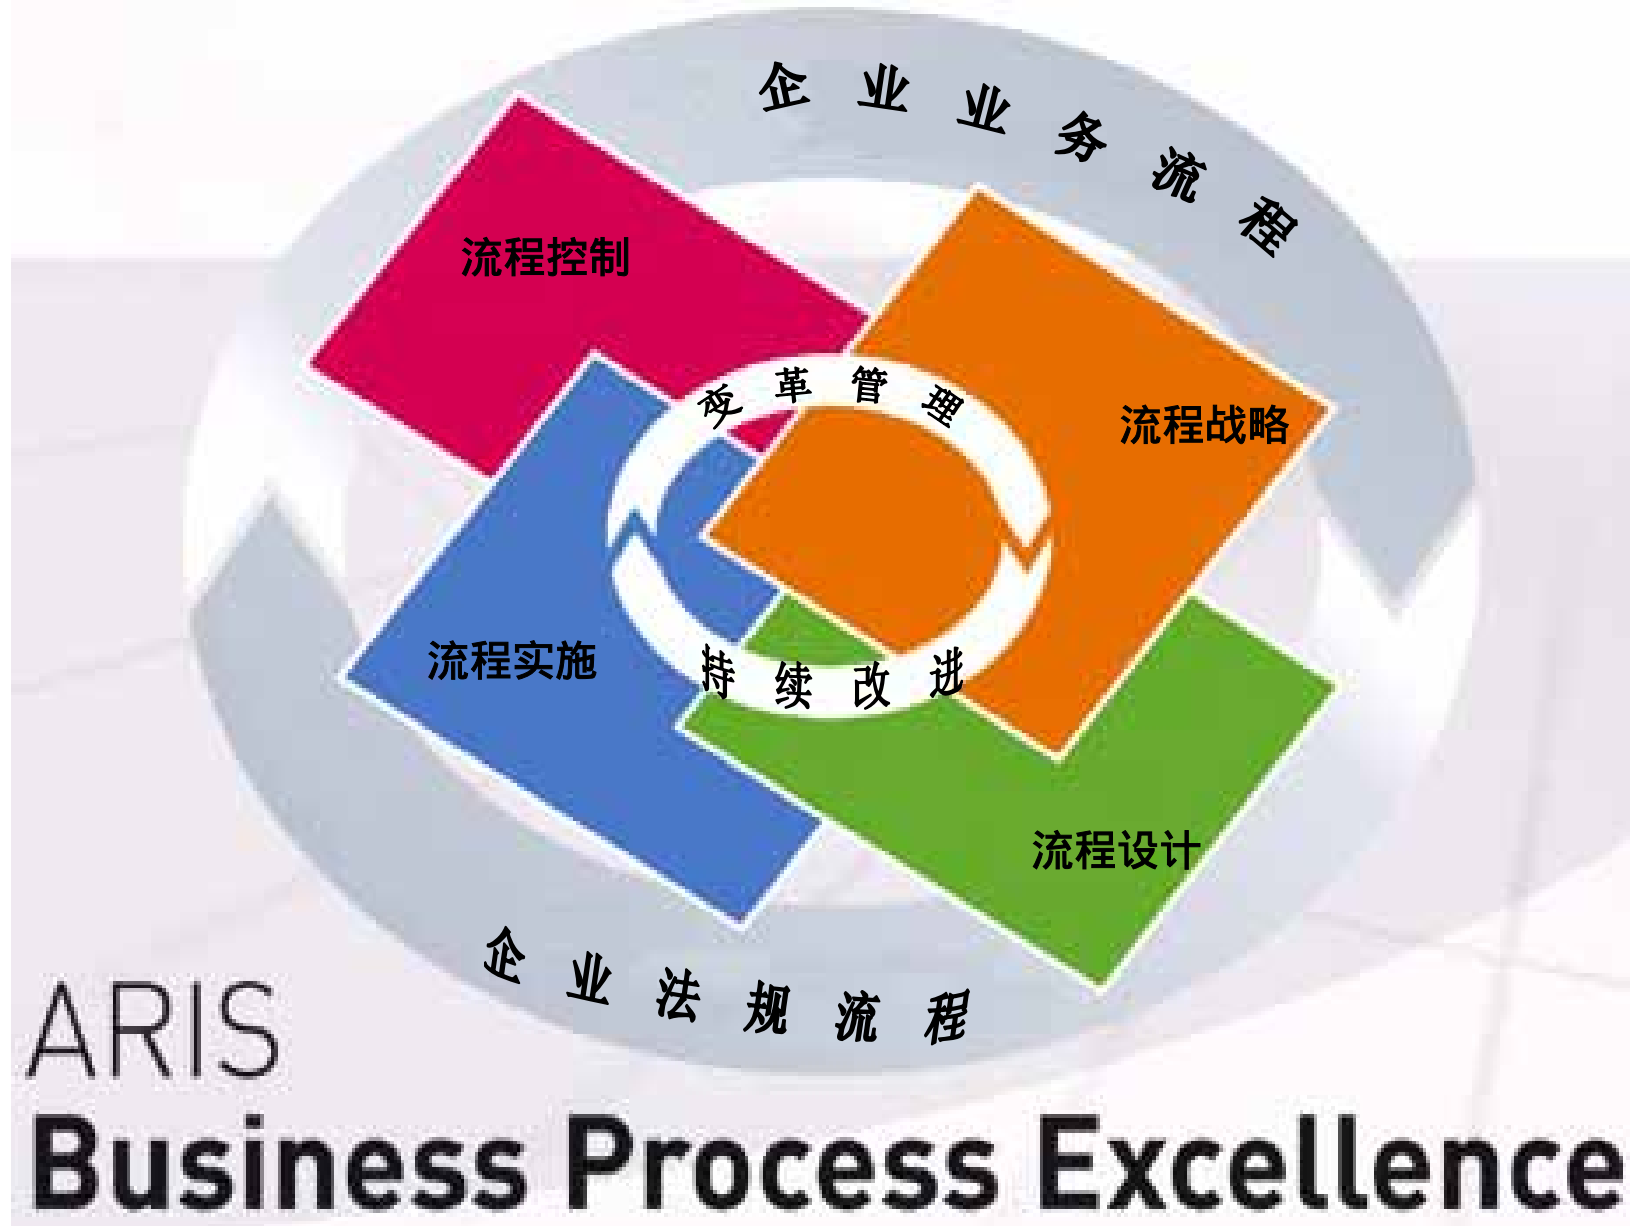 企业业务流程
流程控制
变革管理
流程战略
流程实施
持续改进
流程设计
企业法规流程
ARIS
Business Process Excellence